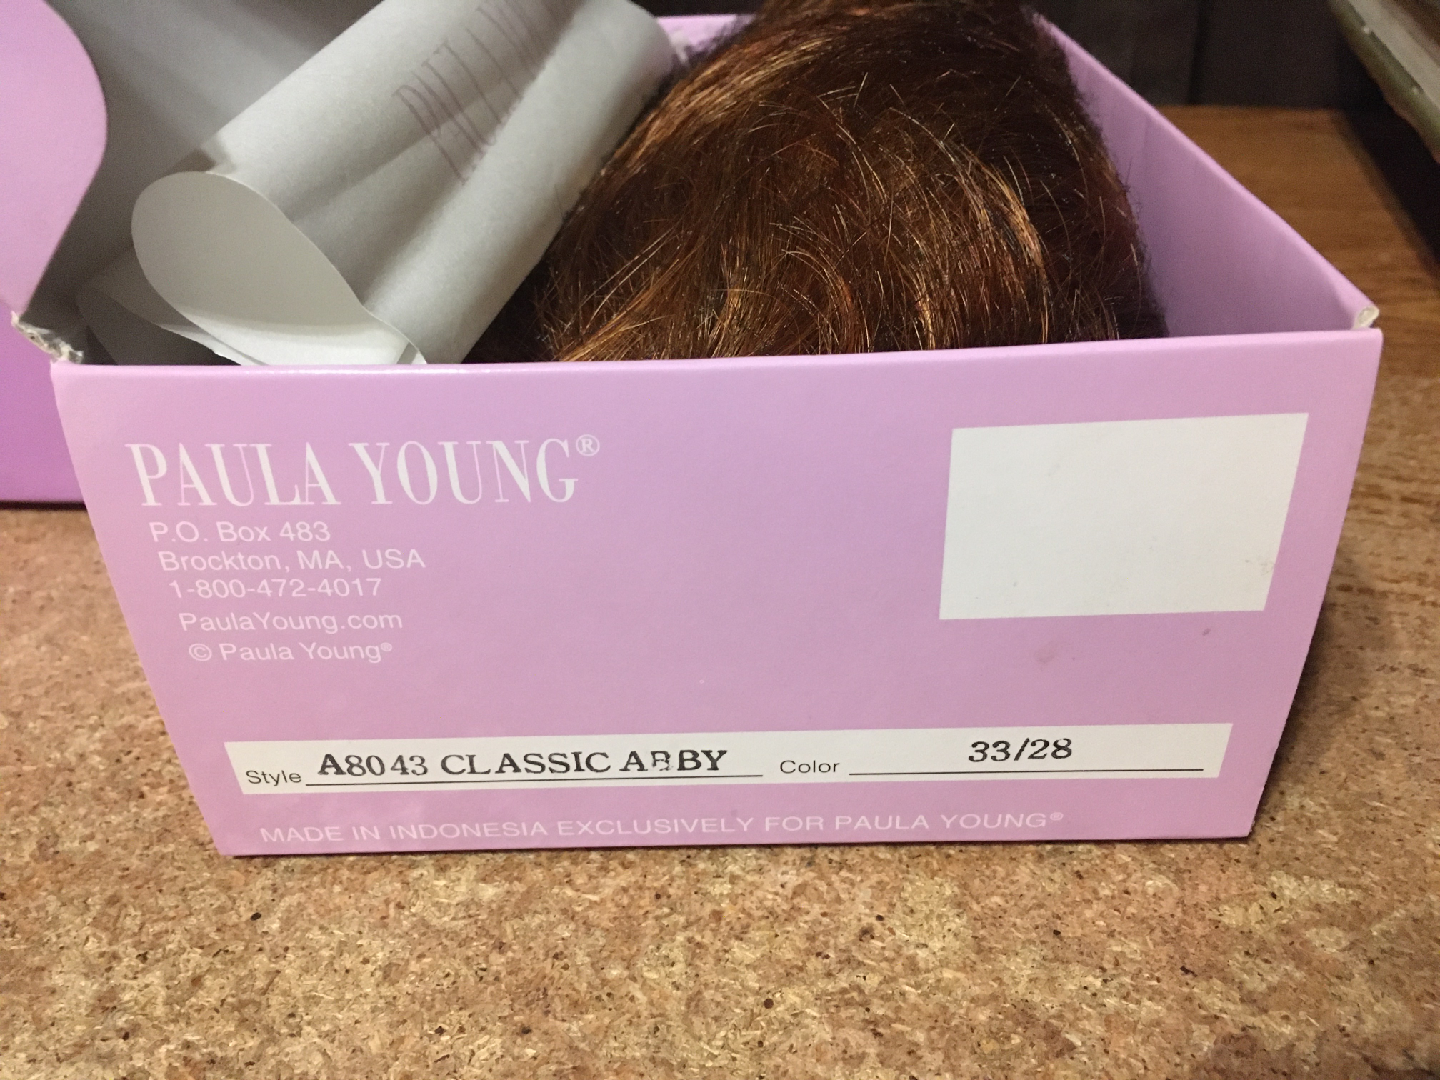 PAULA YOUNG®
P.O. Box 483
Brockton, MA, USA
1-800-472-4017
PaulaYoung.com
© Paula Young®
Style A8043 CLASSIC ABBY Color 33/28
MADE IN INDONESIA EXCLUSIVELY FOR PAULA YOUNG®